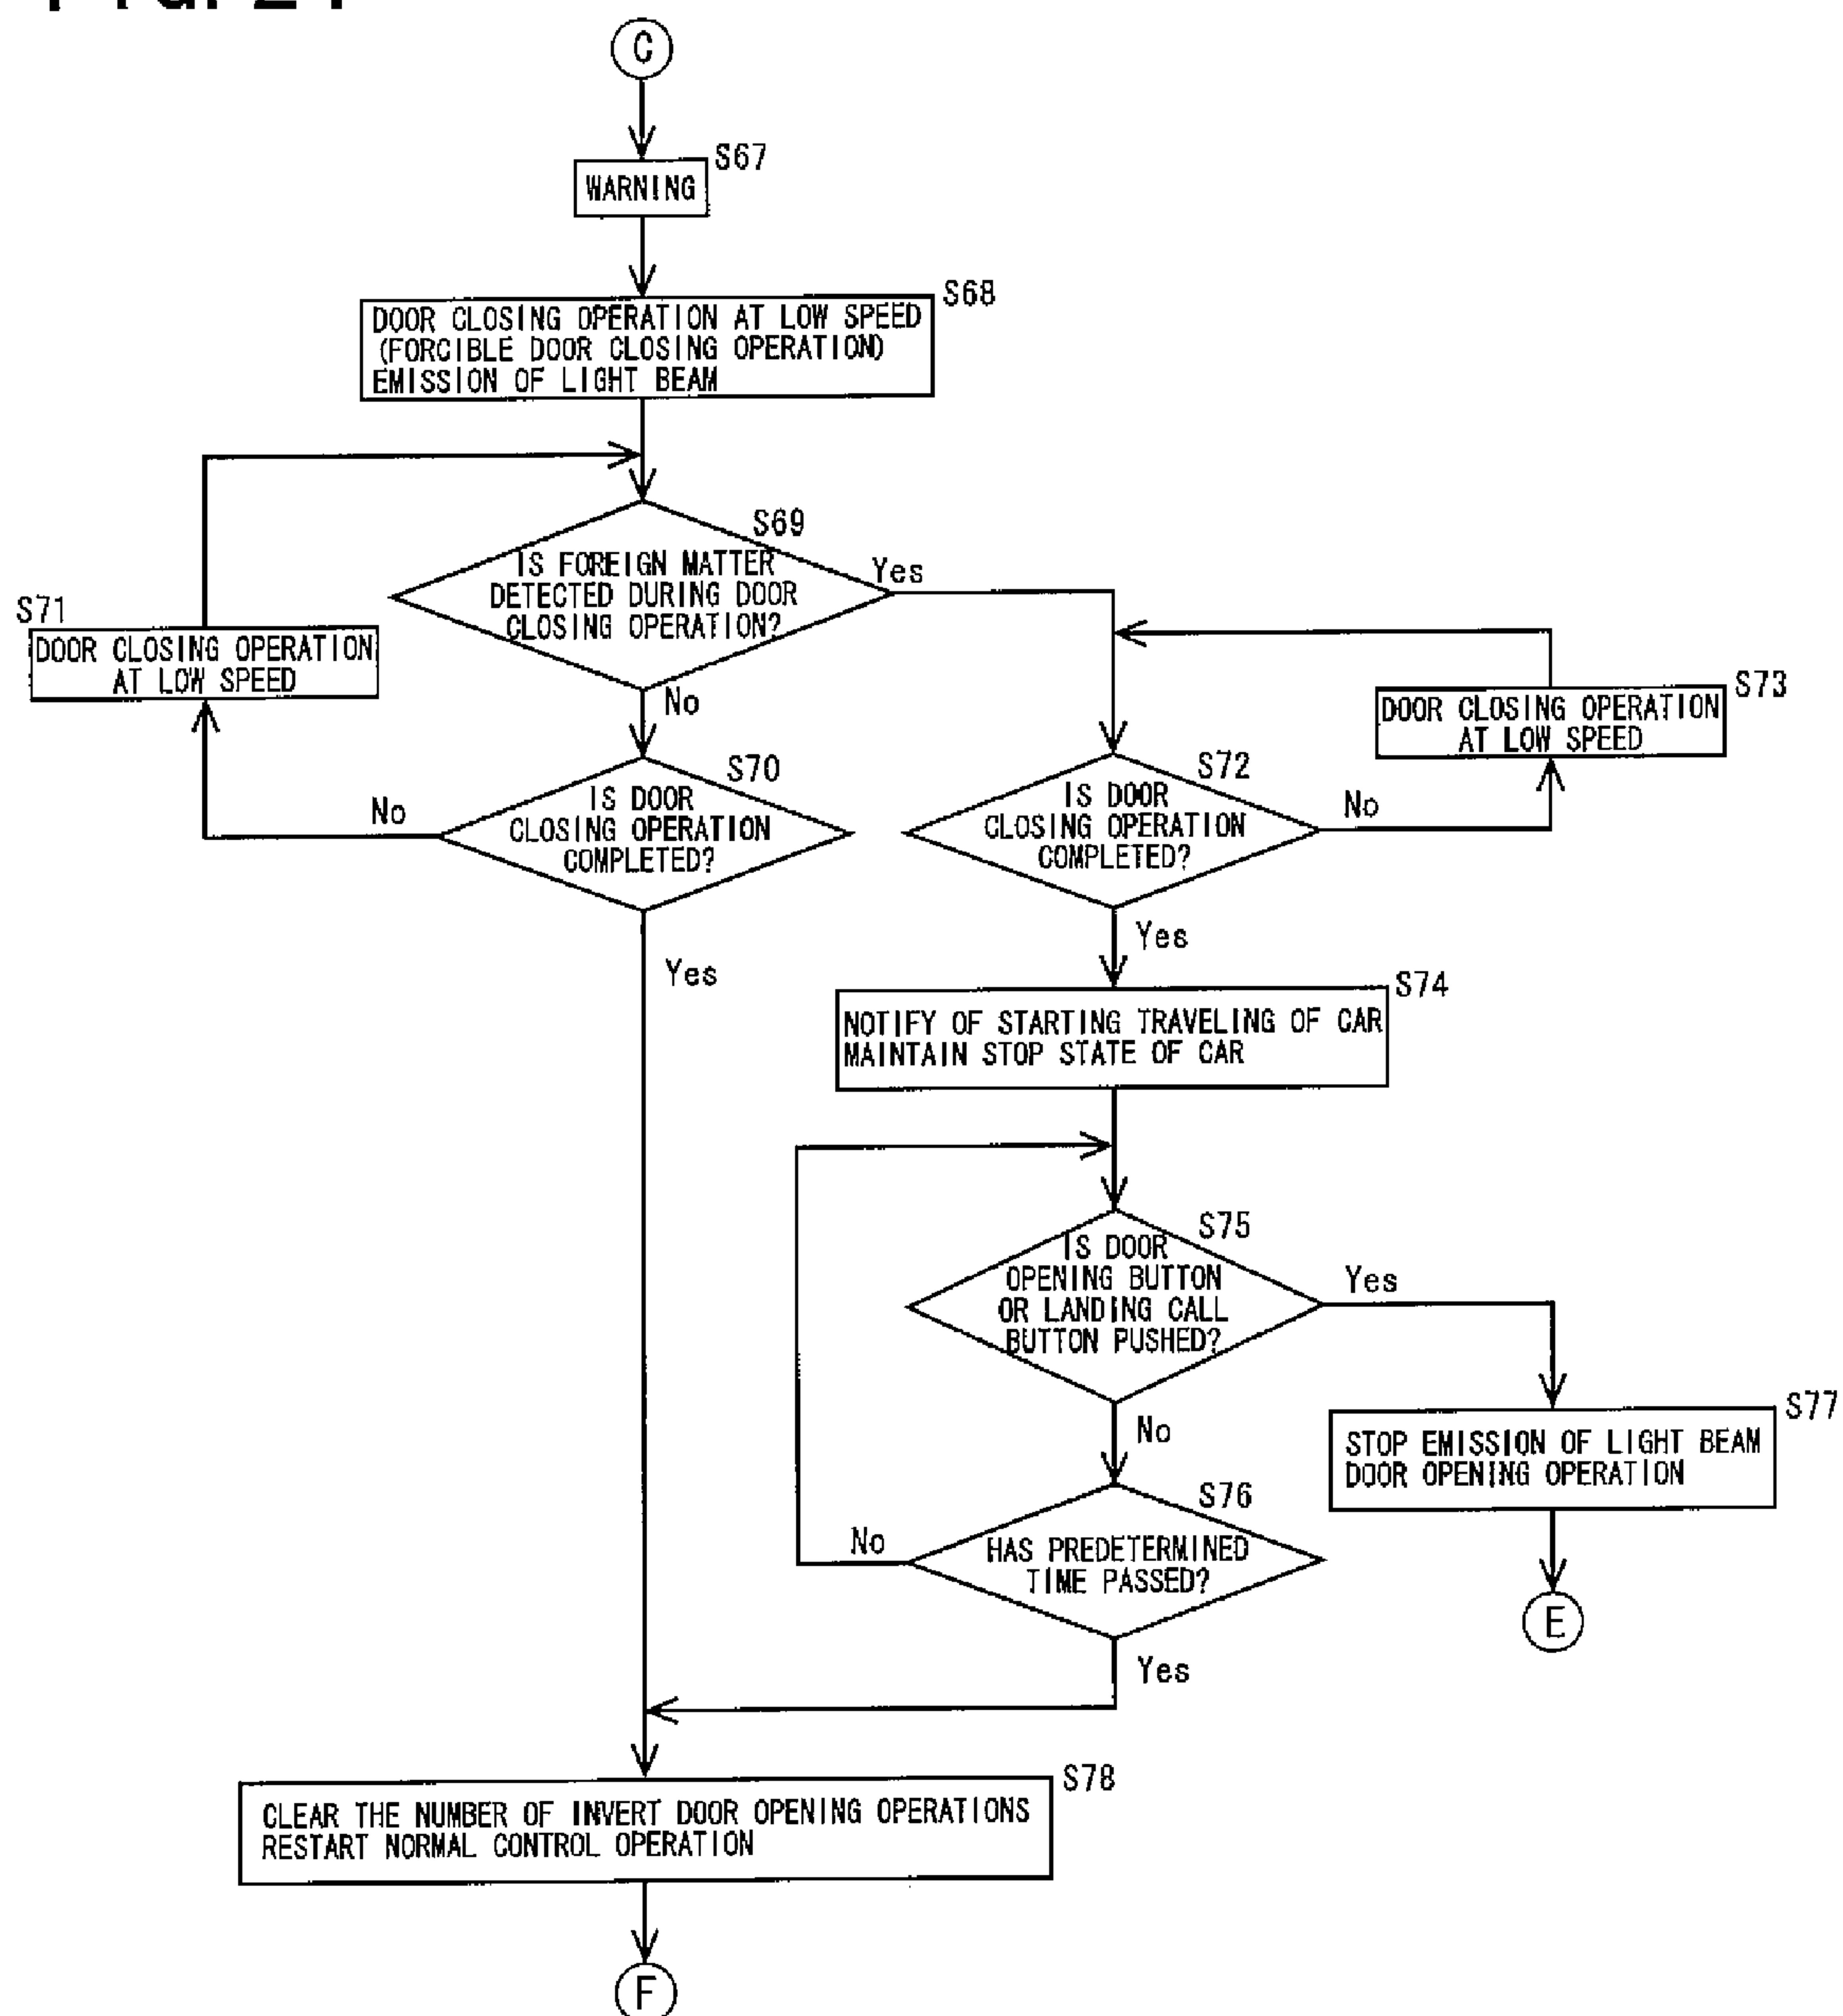 C
S67
WARNING
S68
DOOR CLOSING OPERATION AT LOW SPEED
(FORCIBLE DOOR CLOSING OPERATION)
EMISSION OF LIGHT BEAM
S69
IS FOREIGN MATTER
DETECTED DURING DOOR
CLOSING OPERATION?
Yes
No
S71
DOOR CLOSING OPERATION
AT LOW SPEED
S73
DOOR CLOSING OPERATION
AT LOW SPEED
S70
IS DOOR
CLOSING OPERATION
COMPLETED?
No
Yes
S72
IS DOOR
CLOSING OPERATION
COMPLETED?
No
Yes
S74
NOTIFY OF STARTING TRAVELING OF CAR
MAINTAIN STOP STATE OF CAR
S75
IS DOOR
OPENING BUTTON
OR LANDING CALL
BUTTON PUSHED?
Yes
No
S77
STOP EMISSION OF LIGHT BEAM
DOOR OPENING OPERATION
S76
HAS PREDETERMINED
TIME PASSED?
No
Yes
E
S78
CLEAR THE NUMBER OF INVERT DOOR OPENING OPERATIONS
RESTART NORMAL CONTROL OPERATION
F